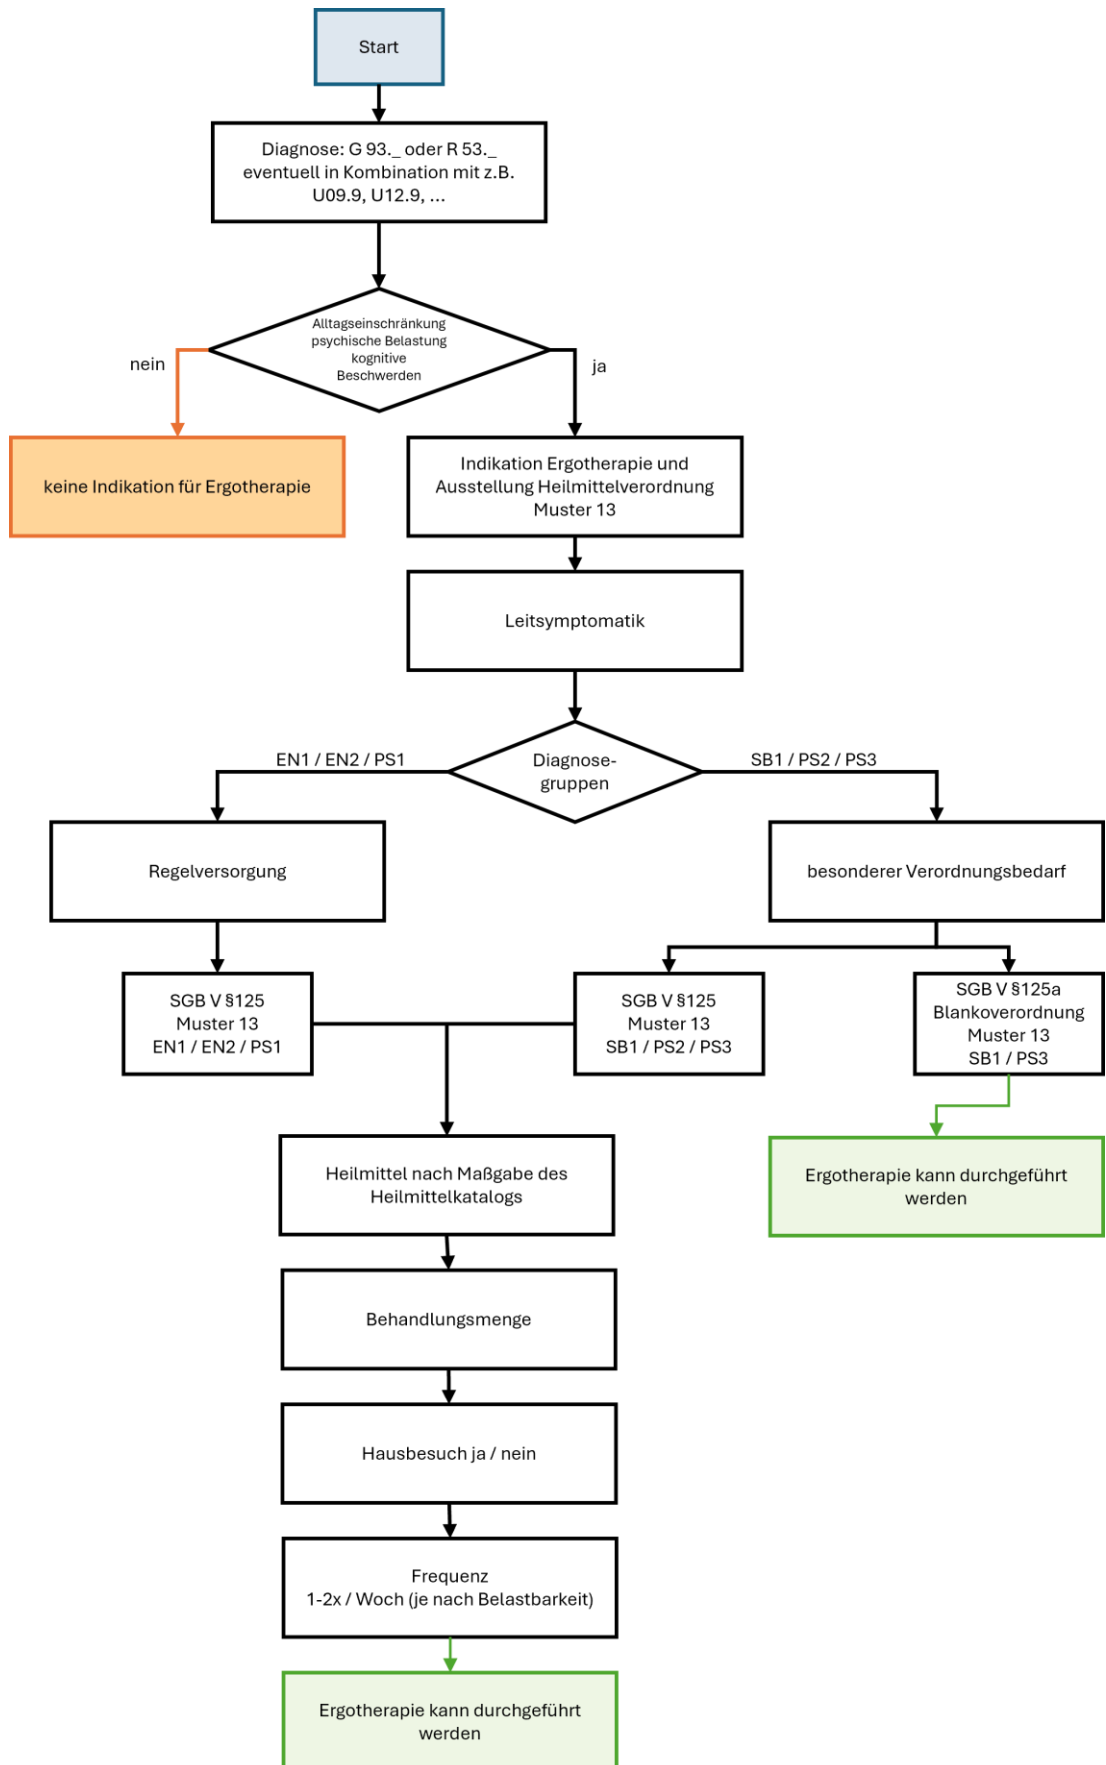 Start
Diagnose: G 93._ oder R 53._
eventuell in Kombination mit z.B.
U09.9, U12.9, ...
Alltagseinschränkung
psychische Belastung
kognitive
Beschwerden
nein
ja
keine Indikation für Ergotherapie
Indikation Ergotherapie und
Ausstellung Heilmittelverordnung
Muster 13
Leitsymptomatik
EN1 / EN2 / PS1
Diagnose-
gruppen
SB1 / PS2 / PS3
Regelversorgung
besonderer Verordnungsbedarf
SGB V §125
Muster 13
EN1 / EN2 / PS1
SGB V §125
Muster 13
SB1 / PS2 / PS3
SGB V §125a
Blankoverordnung
Muster 13
SB1 / PS3
Heilmittel nach Maßgabe des
Heilmittelkatalogs
Ergotherapie kann durchgeführt
werden
Behandlungsmenge
Hausbesuch ja / nein
Frequenz
1-2x / Woch (je nach Belastbarkeit)
Ergotherapie kann durchgeführt
werden